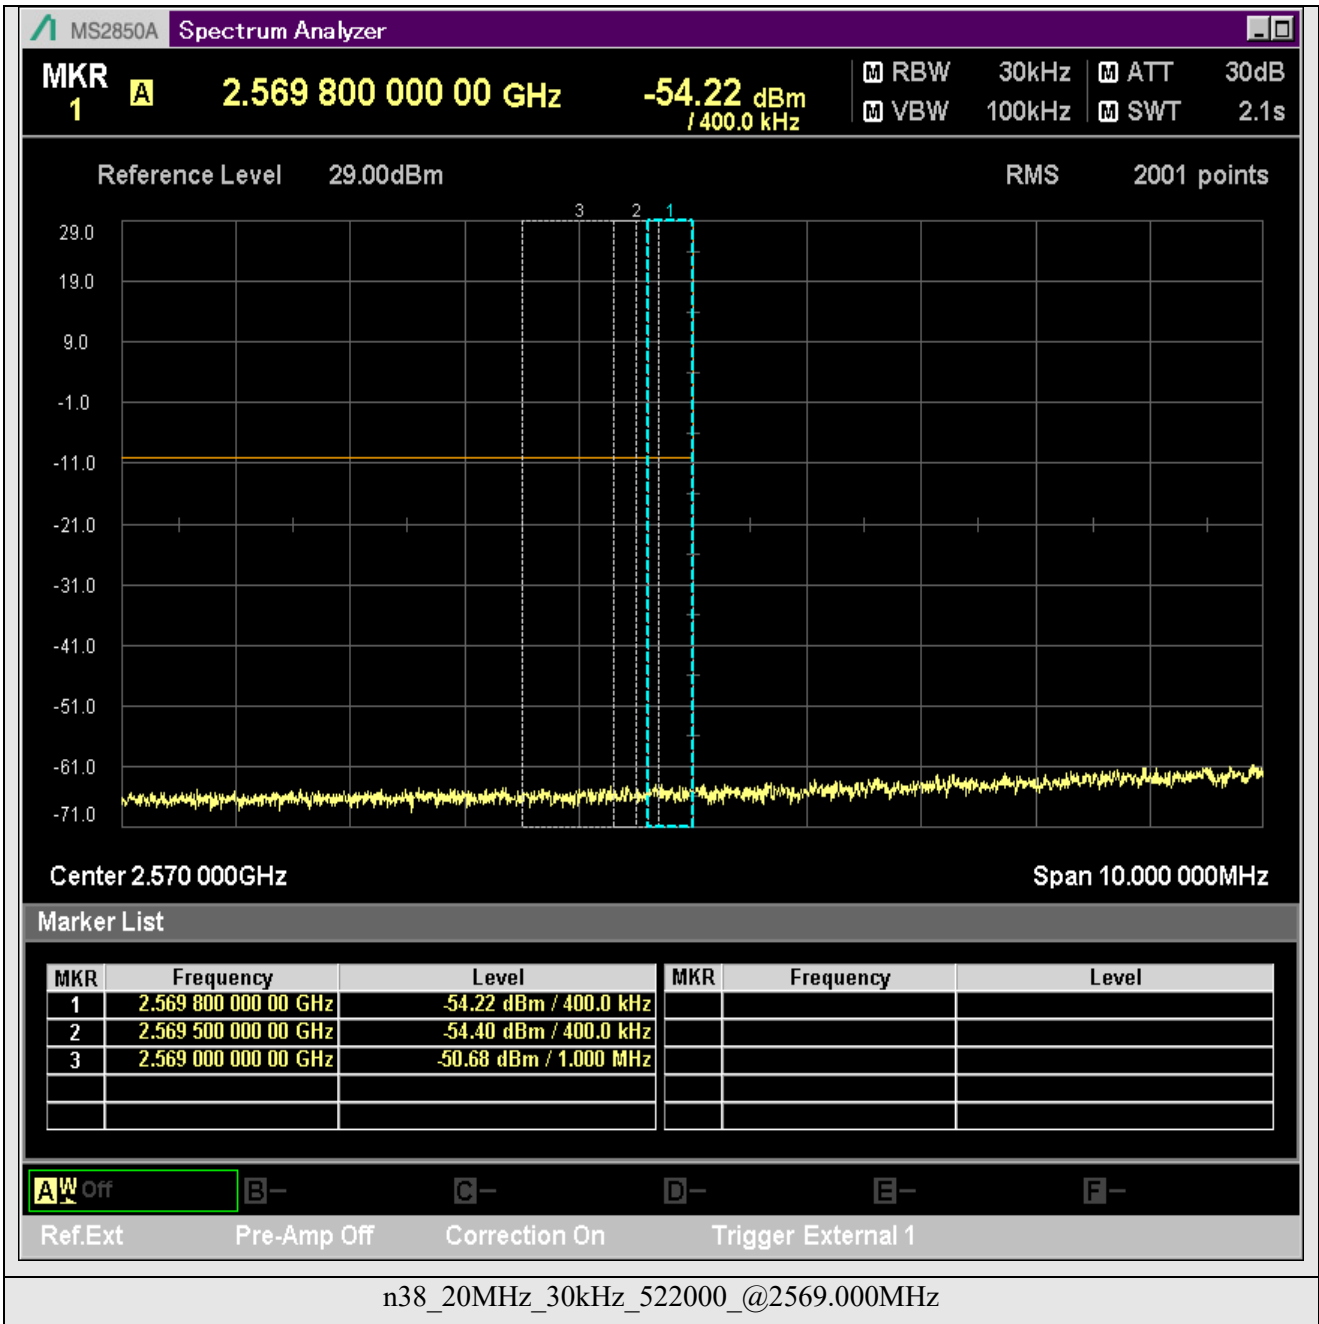 MS2850A Spectrum Analyzer
MKR 1 A 2.569 800 000 00 GHz -54.22 dBm / 400.0 kHz
M RBW 30kHz M ATT 30dB
M VBW 100kHz M SWT 2.1s
Reference Level 29.00dBm RMS 2001 points
3 2 1
29.0
19.0
9.0
-1.0
-11.0
-21.0
-31.0
-41.0
-51.0
-61.0
-71.0
Center 2.570 000GHz Span 10.000 000MHz
Marker List
MKR Frequency Level MKR Frequency Level
1 2.569 800 000 00 GHz -54.22 dBm / 400.0 kHz
2 2.569 500 000 00 GHz -54.40 dBm / 400.0 kHz
3 2.569 000 000 00 GHz -50.68 dBm / 1.000 MHz
A W Off B - C - D - E - F -
Ref.Ext Pre-Amp Off Correction On Trigger External 1
n38_20MHz_30kHz_522000_@2569.000MHz